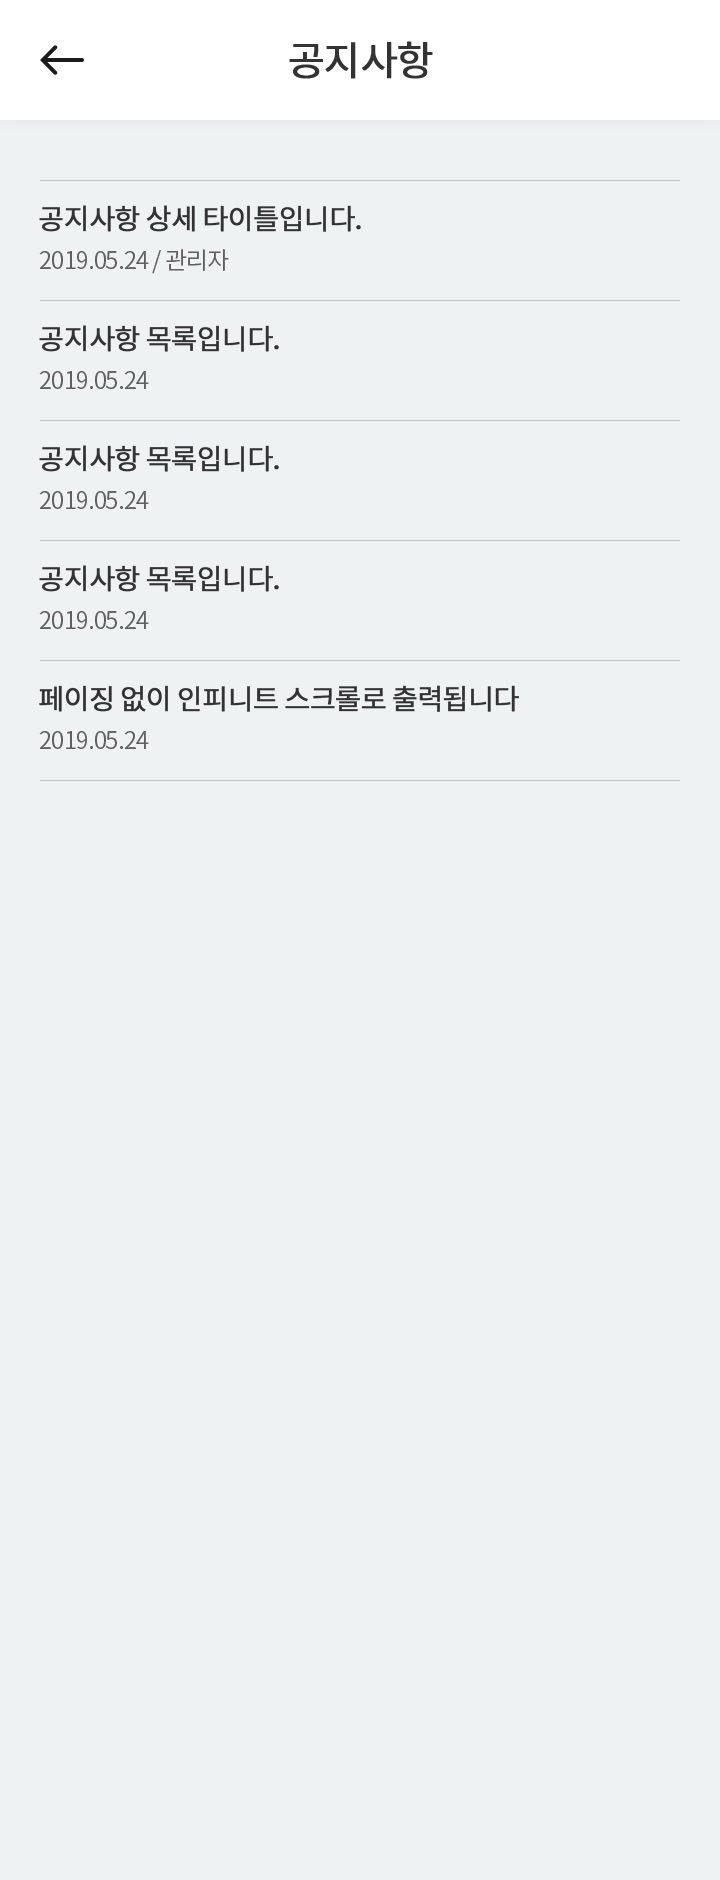 공지사항
공지사항 상세 타이틀입니다.
2019.05.24 / 관리자
공지사항 목록입니다.
2019.05.24
공지사항 목록입니다.
2019.05.24
공지사항 목록입니다.
2019.05.24
페이징 없이 인피니트 스크롤로 출력됩니다
2019.05.24